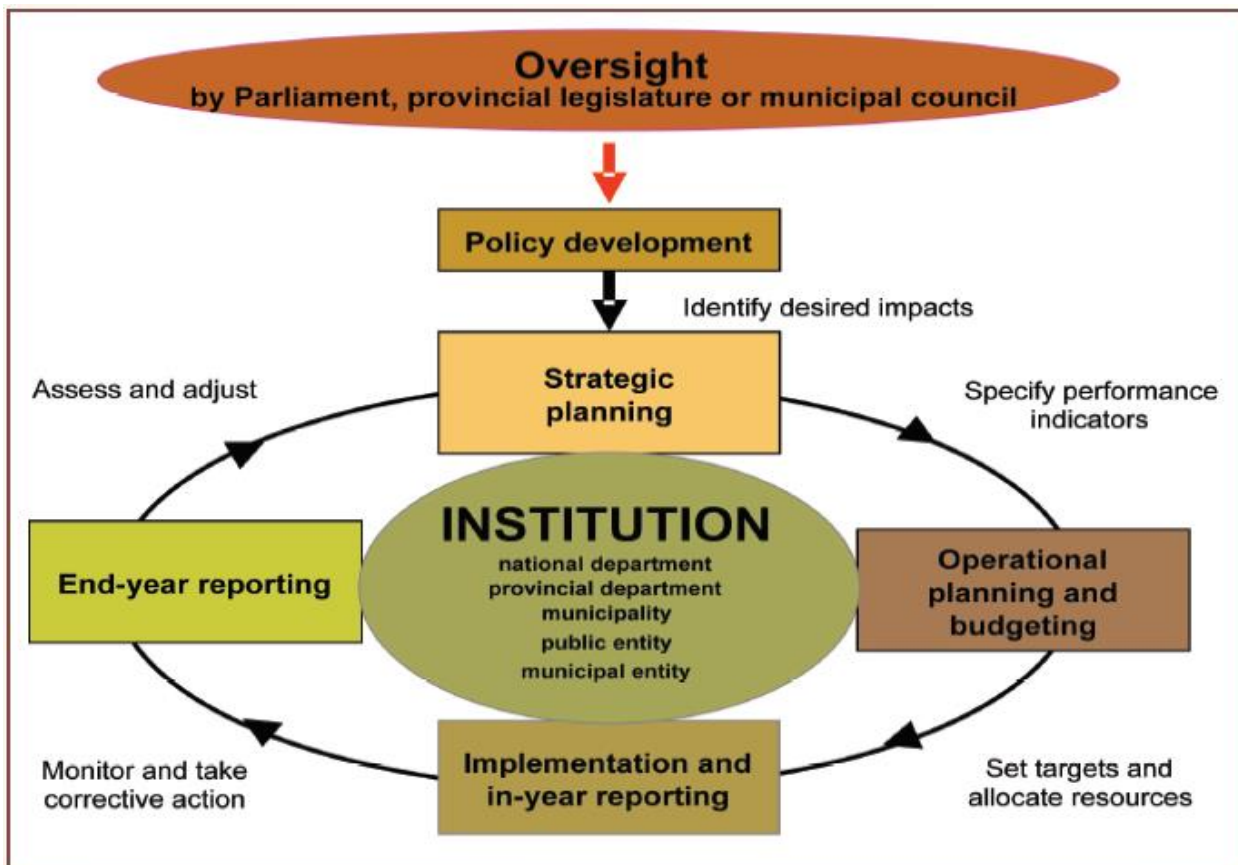 Oversight
by Parliament, provincial legislature or municipal council
Policy development
Identify desired impacts
Strategic
planning
Assess and adjust
Specify performance
indicators
INSTITUTION
national department
provincial department
municipality
public entity
municipal entity
End-year reporting
Operational
planning and
budgeting
Implementation and
in-year reporting
Monitor and take
corrective action
Set targets and
allocate resources